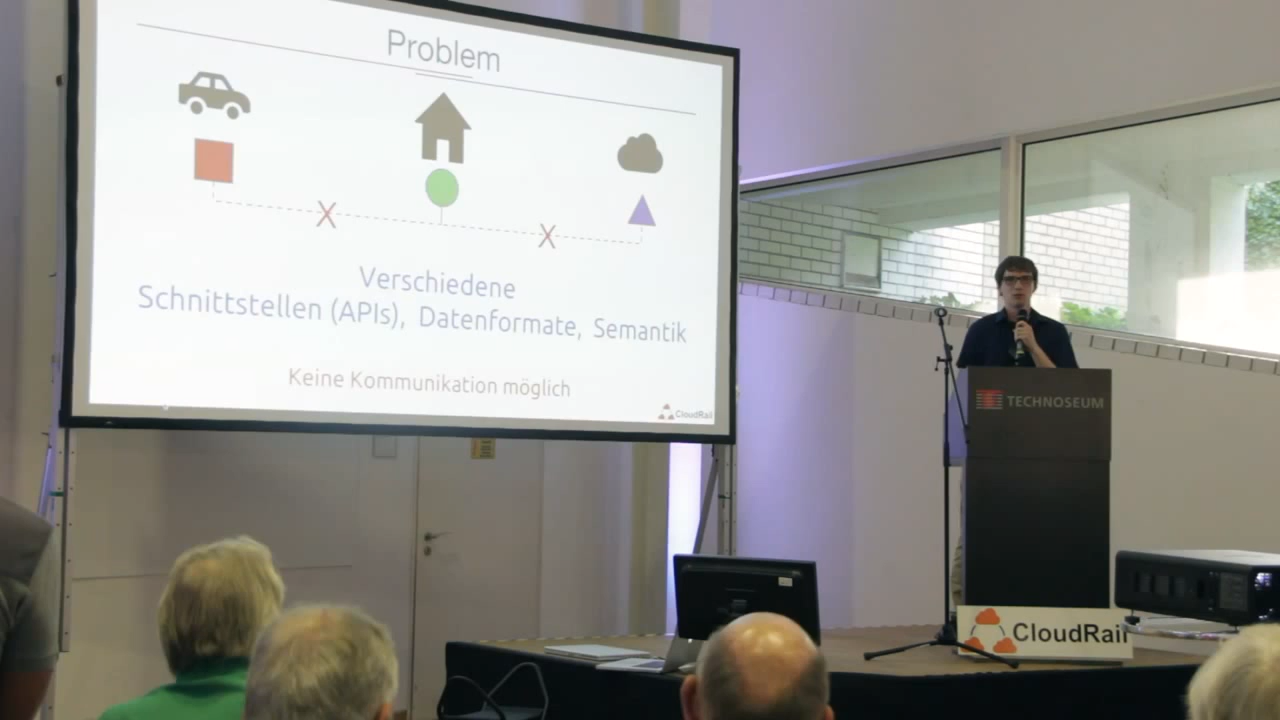 Problem
X
X
Verschiedene
Schnittstellen (APIs), Datenformate, Semantik
Keine Kommunikation möglich
CloudRail
TECHNOSEUM
CloudRail